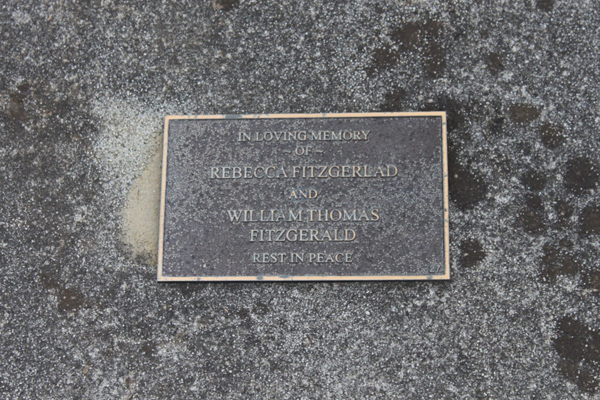 IN LOVING MEMORY
– OF –
REBECCA FITZGERLAD
AND
WILLIAM THOMAS
FITZGERALD
REST IN PEACE